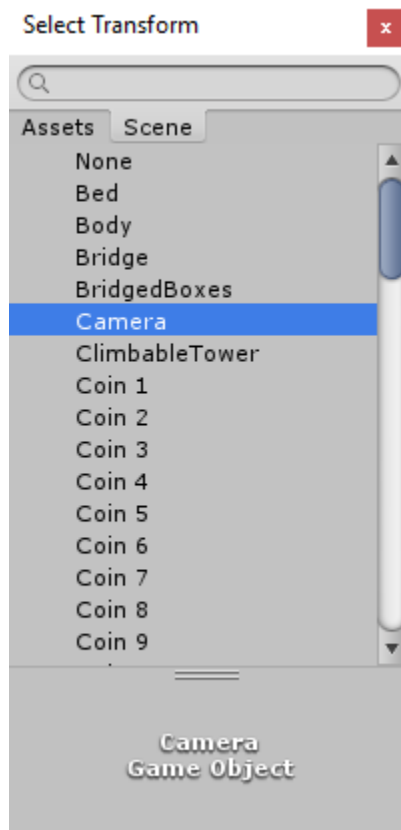 Select Transform
x
Assets Scene
None
Bed
Body
Bridge
BridgedBoxes
Camera
ClimbableTower
Coin 1
Coin 2
Coin 3
Coin 4
Coin 5
Coin 6
Coin 7
Coin 8
Coin 9
Camera
Game Object